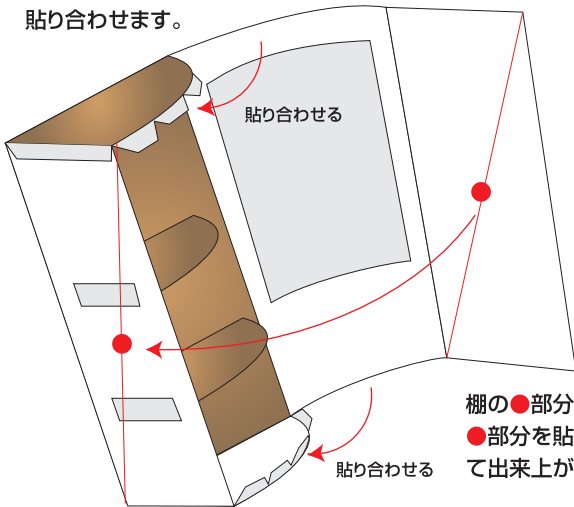 貼り合わせます。
貼り合わせる
貼り合わせる
棚の●部分
●部分を貼
て出来上が